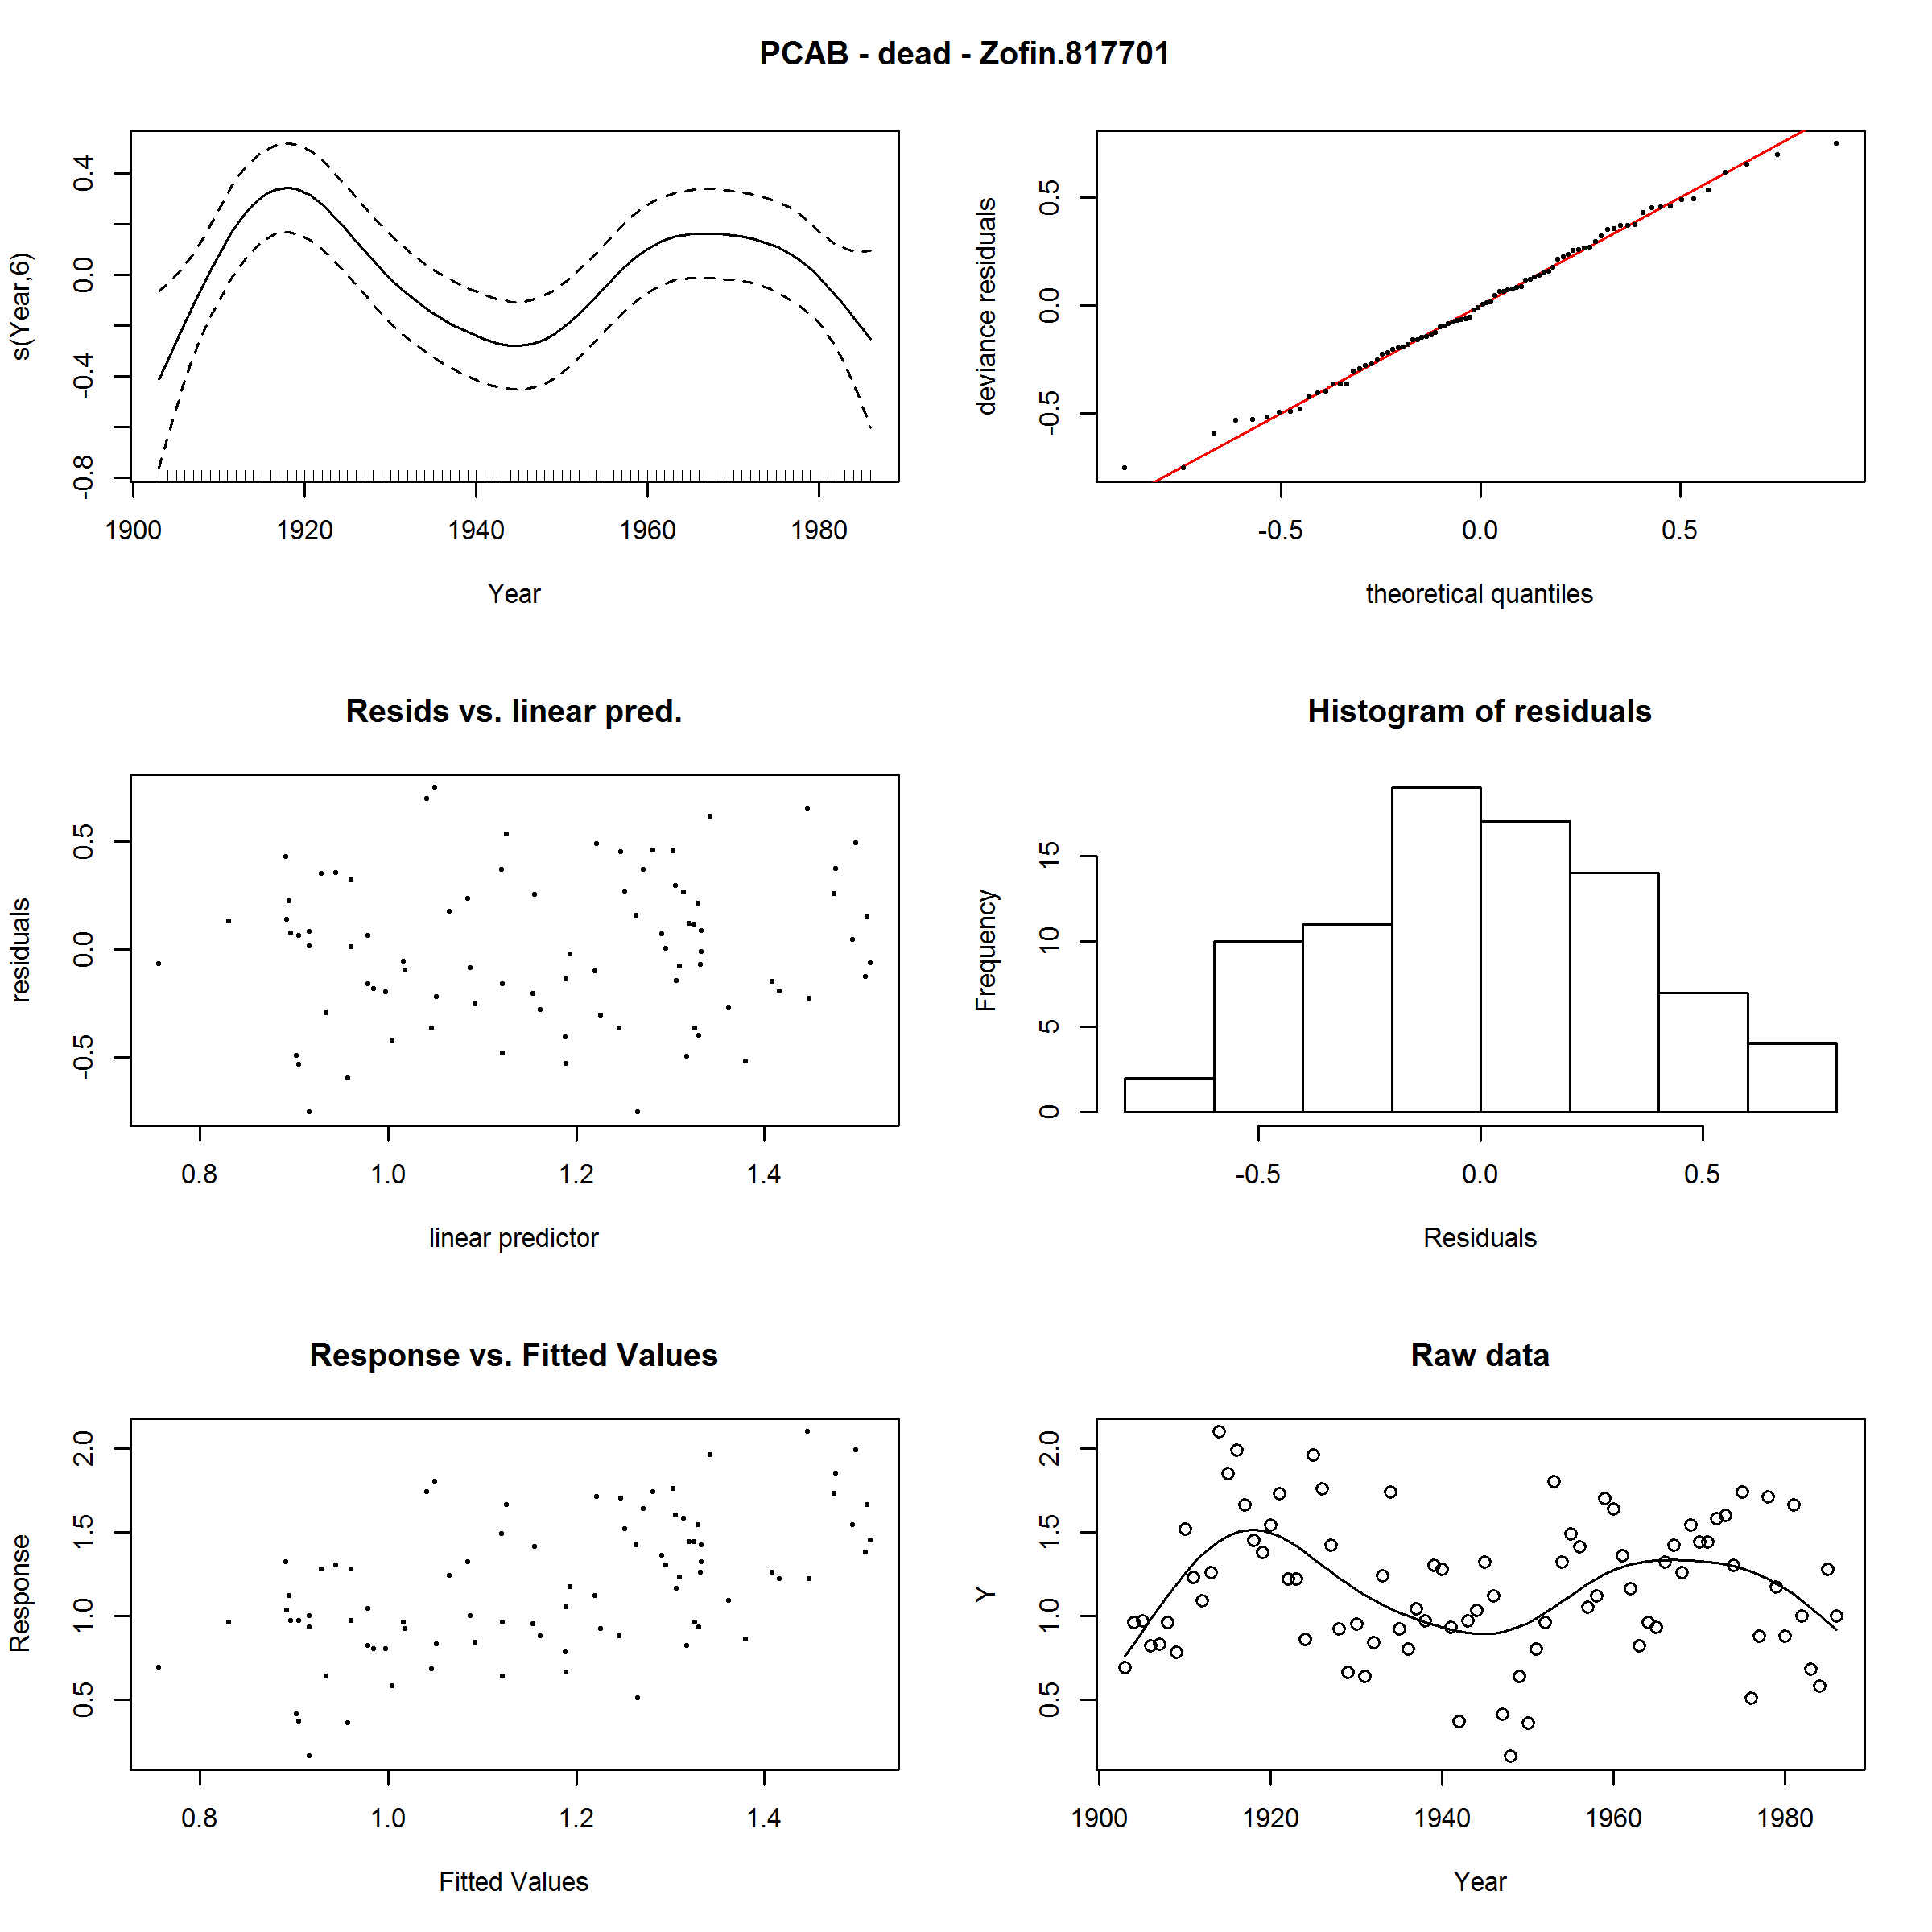 PCAB - dead - Zofin.817701
s(Year,6)
0.4
0.0
-0.4
-0.8
1900 1920 1940 1960 1980
Year
deviance residuals
0.5
0.0
-0.5
-0.5 0.0 0.5
theoretical quantiles
Resids vs. linear pred.
residuals
0.5
0.0
-0.5
0.8 1.0 1.2 1.4
linear predictor
Histogram of residuals
Frequency
15
10
5
0
-0.5 0.0 0.5
Residuals
Response vs. Fitted Values
Response
2.0
1.5
1.0
0.5
0.8 1.0 1.2 1.4
Fitted Values
Raw data
Y
2.0
1.5
1.0
0.5
1900 1920 1940 1960 1980
Year